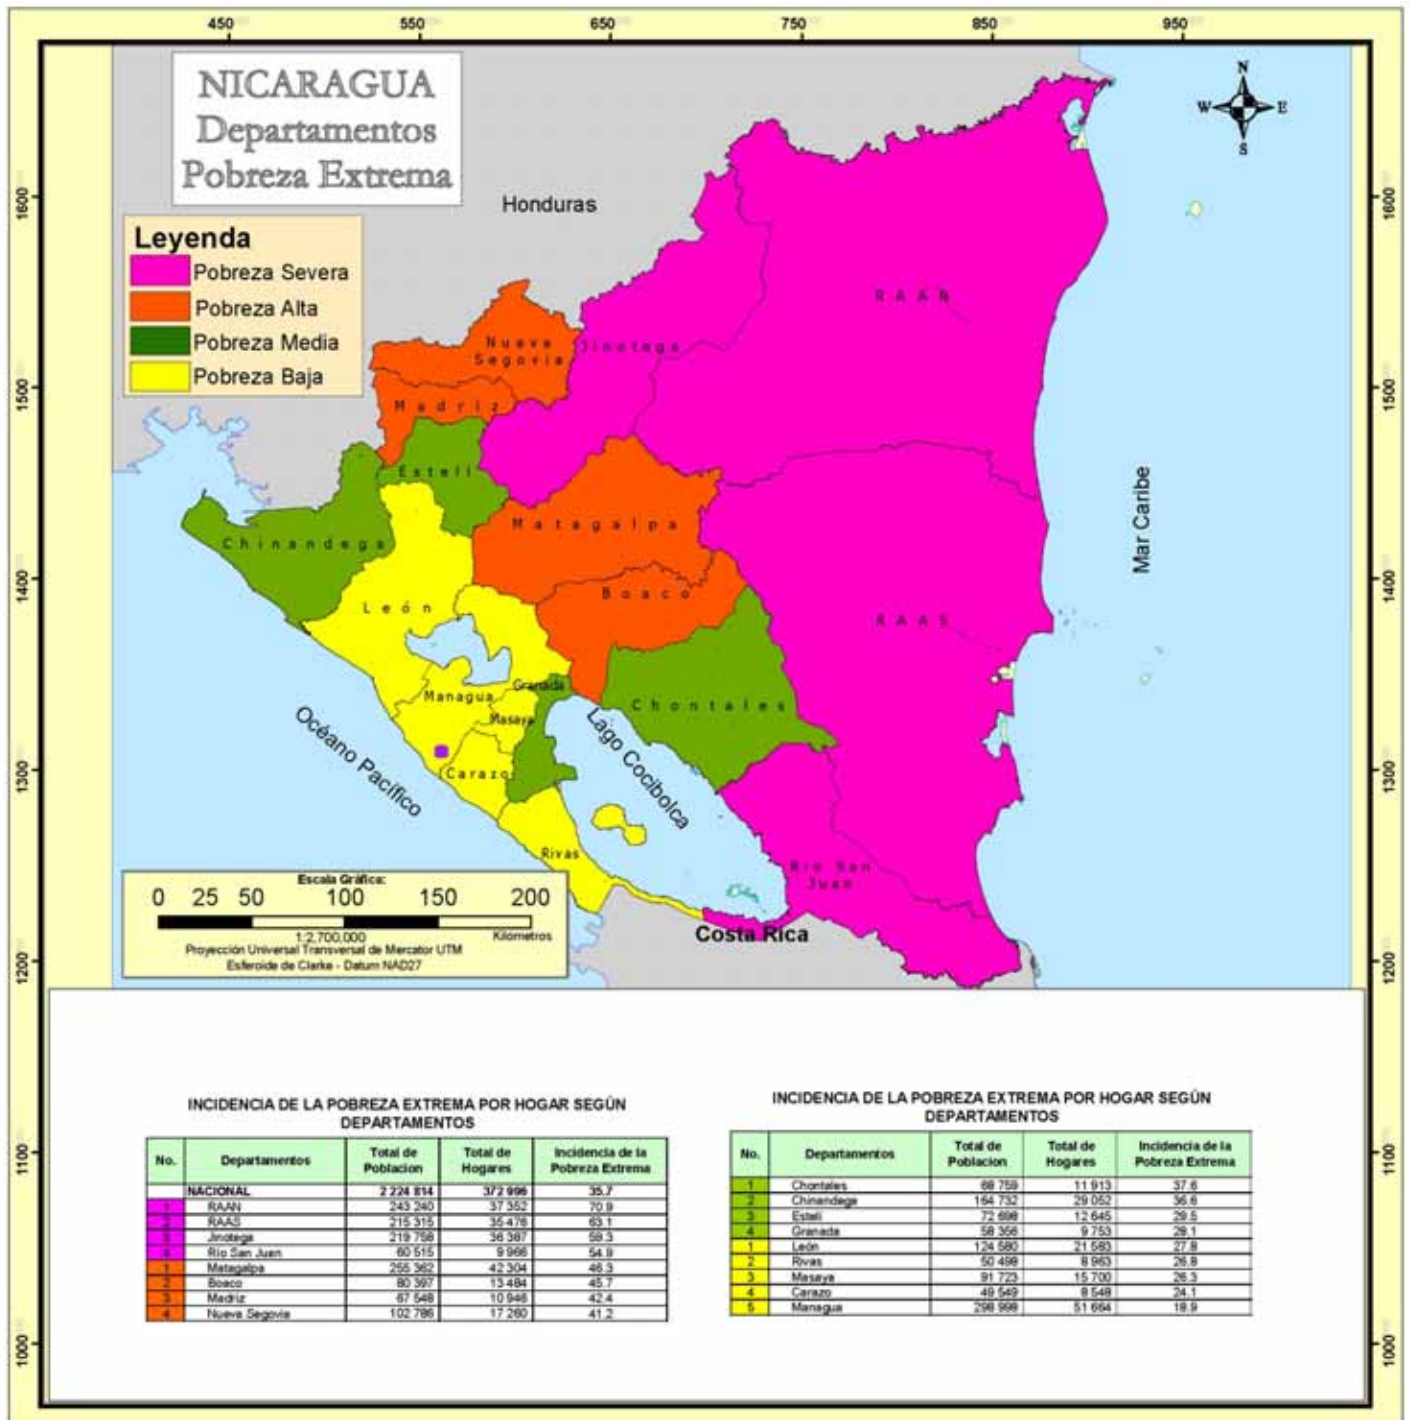 450 550 650 750 850 950
NICARAGUA
Departamentos
Pobreza Extrema
N
W E
S
Honduras
Leyenda
Pobreza Severa
Pobreza Alta
Pobreza Media
Pobreza Baja
1600 1600
1500 1500
1400 1400
1300 1300
1200 1200
1100 1100
1000 1000
RAAN
Nueva
Segovia
Jinotega
Madriz
Estelí
Matagalpa
Chinandega
Boaco
León
RAAS
Mar Caribe
Granada
Managua
Masaya
Chontales
Carazo
Océano Pacífico
Lago Cocibolca
Rivas
Río San
Juan
Costa Rica
Escala Gráfica:
0 25 50 100 150 200
1:2,700,000 Kilometros
Proyección Universal Transversal de Mercator UTM
Esferoide de Clarke - Datum NAD27
INCIDENCIA DE LA POBREZA EXTREMA POR HOGAR SEGÚN
DEPARTAMENTOS
No. Departamentos Total de Poblacion Total de Hogares Incidencia de la Pobreza Extrema
NACIONAL 2 224 814 372 996 35.7
1 RAAN 243 240 37 352 70.9
2 RAAS 215 315 35 476 63.1
3 Jinotega 219 758 36 387 59.3
4 Río San Juan 60 515 9 966 54.9
1 Matagalpa 255 362 42 304 46.3
2 Boaco 80 397 13 484 45.7
3 Madriz 67 548 10 946 42.4
4 Nueva Segovia 102 786 17 260 41.2
INCIDENCIA DE LA POBREZA EXTREMA POR HOGAR SEGÚN
DEPARTAMENTOS
No. Departamentos Total de Poblacion Total de Hogares Incidencia de la Pobreza Extrema
1 Chontales 68 759 11 913 37.6
2 Chinandega 164 732 29 052 36.6
3 Estelí 72 698 12 645 29.5
4 Granada 58 356 9 753 28.1
1 León 124 580 21 583 27.8
2 Rivas 50 498 8 963 26.8
3 Masaya 91 723 15 700 26.3
4 Carazo 49 549 8 548 24.1
5 Managua 298 998 51 664 18.9